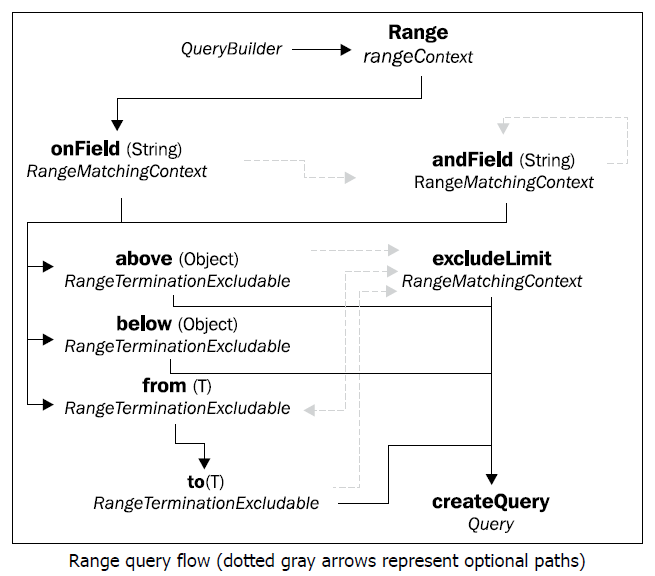 Range
QueryBuilder
rangeContext
onField (String)
RangeMatchingContext
andField (String)
RangeMatchingContext
above (Object)
RangeTerminationExcludable
excludeLimit
RangeMatchingContext
below (Object)
RangeTerminationExcludable
from (T)
RangeTerminationExcludable
to(T)
RangeTerminationExcludable
createQuery
Query
Range query flow (dotted gray arrows represent optional paths)